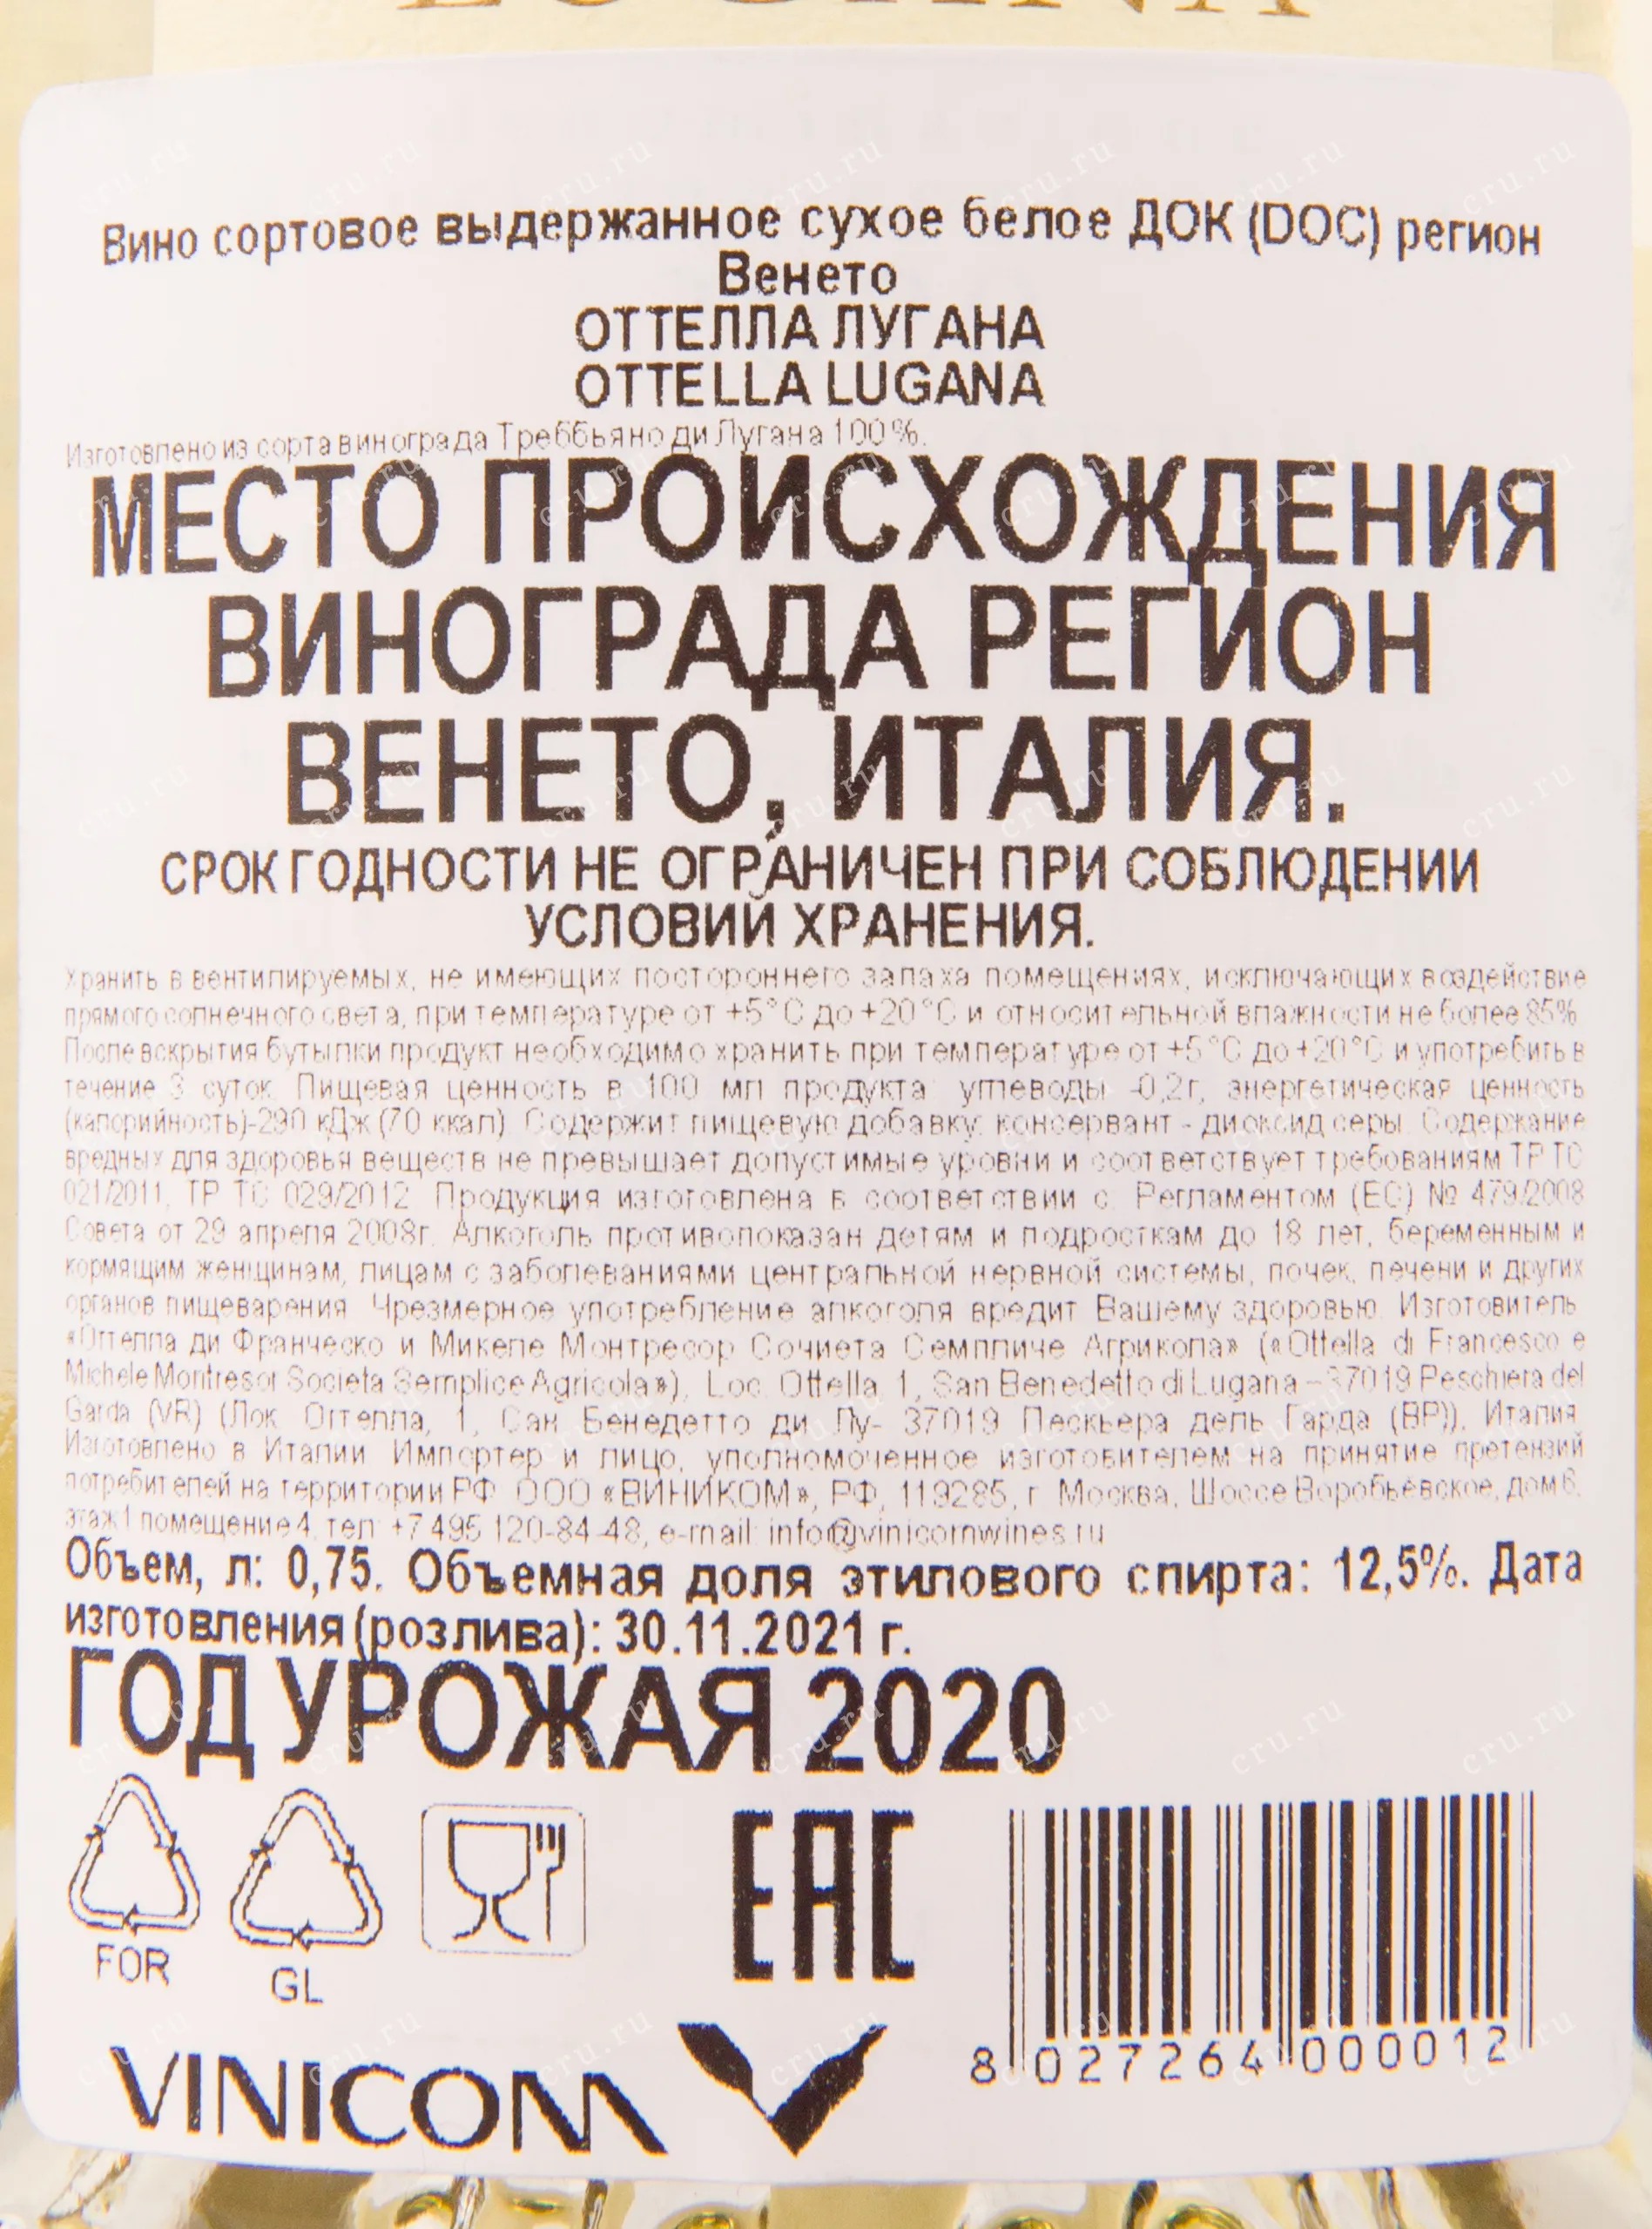 LUGANA
Вино сортовое выдержанное сухое белое ДОК (DOC) регион
Венето
ОТТЕЛЛА ЛУГАНА
OTTELLA LUGANA
Изготовлено из сорта винограда Треббьяно ди Лугана 100%.
МЕСТО ПРОИСХОЖДЕНИЯ
ВИНОГРАДА РЕГИОН
ВЕНЕТО, ИТАЛИЯ.
СРОК ГОДНОСТИ НЕ ОГРАНИЧЕН ПРИ СОБЛЮДЕНИИ
УСЛОВИЙ ХРАНЕНИЯ.
Хранить в вентилируемых, не имеющих постороннего запаха помещениях, исключающих воздействие
прямого солнечного света, при температуре от +5°С до +20°С и относительной влажности не более 85%
После вскрытия бутылки продукт необходимо хранить при температуре от +5°С до +20°С и употребить в
течение 3 суток. Пищевая ценность в 100 мл продукта: углеводы -0,2г, энергетическая ценность
(калорийность)-290 кДж (70 ккал). Содержит пищевую добавку: консервант - диоксид серы. Содержание
вредных для здоровья веществ не превышает допустимые уровни и соответствует требованиям ТР ТС
021/2011, ТР ТС 029/2012. Продукция изготовлена в соответствии с Регламентом (ЕС) № 479/2008
Совета от 29 апреля 2008г. Алкоголь противопоказан детям и подросткам до 18 лет, беременным и
кормящим женщинам, лицам с заболеваниями центральной нервной системы, почек, печени и других
органов пищеварения. Чрезмерное употребление алкоголя вредит Вашему здоровью. Изготовитель
«Оттелла ди Франческо и Микеле Монтресор Сочиета Семпличе Агрикола» («Ottella di Francesco e
Michele Montresor Societa Semplice Agricola»), Loc. Ottella, 1, San Benedetto di Lugana – 37019 Peschiera del
Garda (VR) (Лок. Оттелла, 1, Сан Бенедетто ди Лу- 37019 Пескьера дель Гарда (ВР)), Италия
Изготовлено в Италии. Импортер и лицо, уполномоченное изготовителем на принятие претензий
потребителей на территории РФ: ООО «ВИНИКОМ», РФ, 119285, г. Москва, Шоссе Воробьёвское, дом 6,
этаж 1 помещение 4, тел: +7 495 120-84-48, e-mail: info@vinicomwines.ru
Объем, л: 0,75. Объемная доля этилового спирта: 12,5%. Дата
изготовления (розлива): 30.11.2021 г.
ГОД УРОЖАЯ 2020
FOR
GL
EAC
8 027264 000012
VINICOM
cru.ru